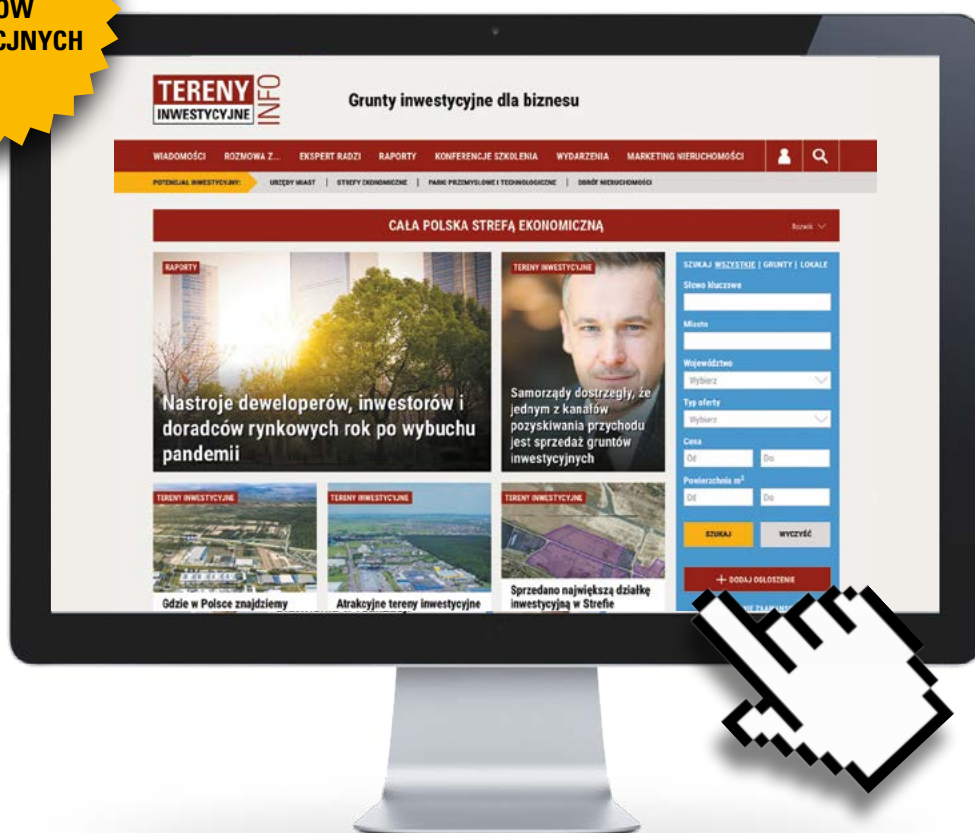 CJNYCH
TERENY
INWESTYCYJNE
INFO
Grunty inwestycyjne dla biznesu
WIADOMOŚCI ROZMOWA Z... EKSPERT RADZI RAPORTY KONFERENCJE SZKOLENIA WYDARZENIA MARKETING NIERUCHOMOŚCI
POTENCJAŁ INWESTYCYJNY: URZĘDY MIAST | STREFY EKONOMICZNE | PARKI PRZEMYSŁOWE I TECHNOLOGICZNE | OBRÓT NIERUCHOMOŚCI
CAŁA POLSKA STREFĄ EKONOMICZNĄ
Rozwiń
RAPORTY
Nastroje deweloperów, inwestorów i
doradców rynkowych rok po wybuchu
pandemii
TERENY INWESTYCYJNE
Samorządy dostrzegły, że
jednym z kanałów
pozyskiwania przychodu
jest sprzedaż gruntów
inwestycyjnych
SZUKAJ WSZYSTKIE | GRUNTY | LOKALE
Słowo kluczowe
Miasto
Województwo
Wybierz
Typ oferty
Wybierz
Cena
Od Do
Powierzchnia m²
Od Do
SZUKAJ WYCZYŚĆ
+ DODAJ OGŁOSZENIE
TERENY INWESTYCYJNE
Gdzie w Polsce znajdziemy
TERENY INWESTYCYJNE
Atrakcyjne tereny inwestycyjne
TERENY INWESTYCYJNE
Sprzedano największą działkę
inwestycyjną w Strefie